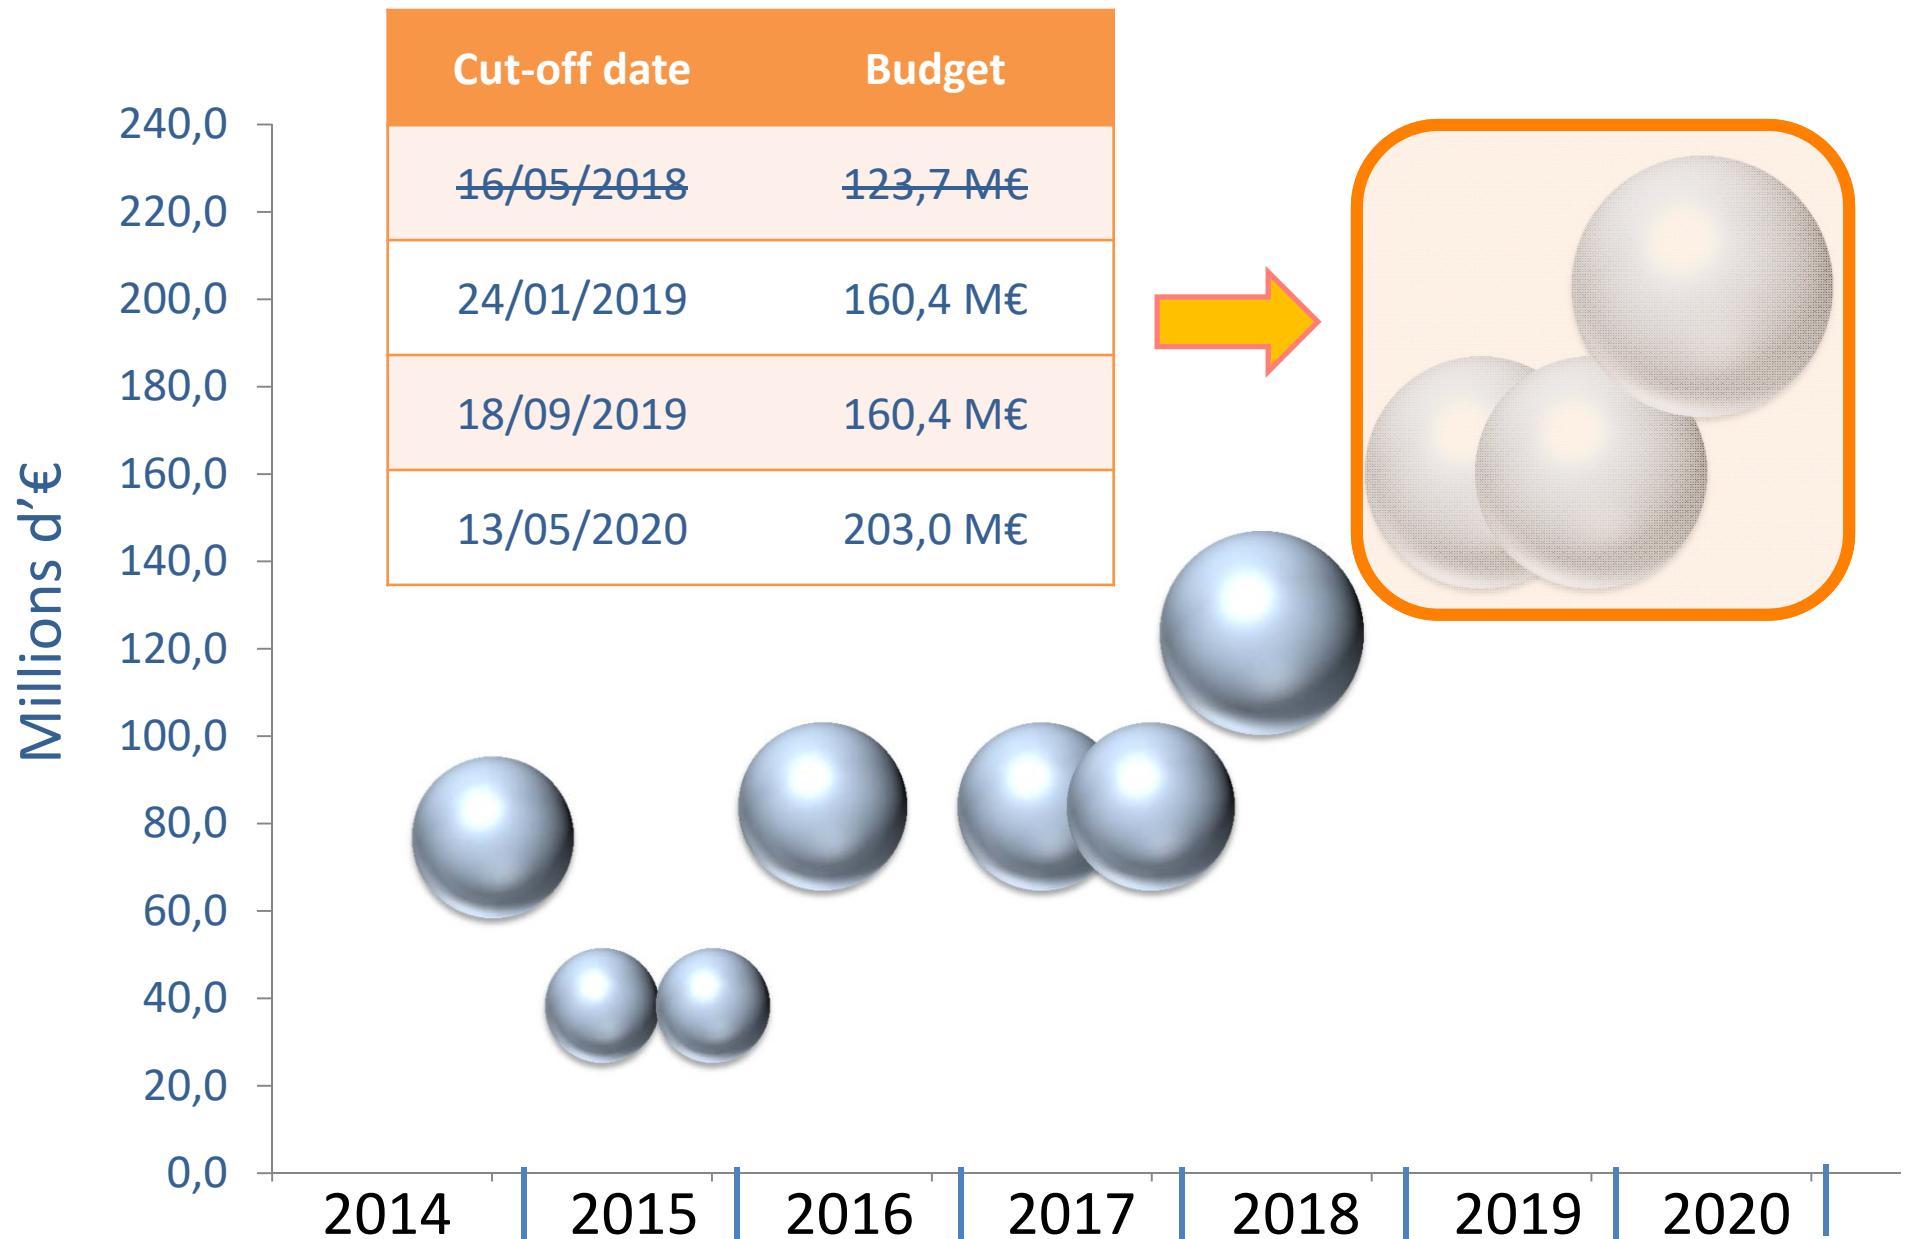 Cut-off date Budget
16/05/2018 123,7 M€
24/01/2019 160,4 M€
18/09/2019 160,4 M€
13/05/2020 203,0 M€
Millions d’€
240,0
220,0
200,0
180,0
160,0
140,0
120,0
100,0
80,0
60,0
40,0
20,0
0,0
2014 2015 2016 2017 2018 2019 2020